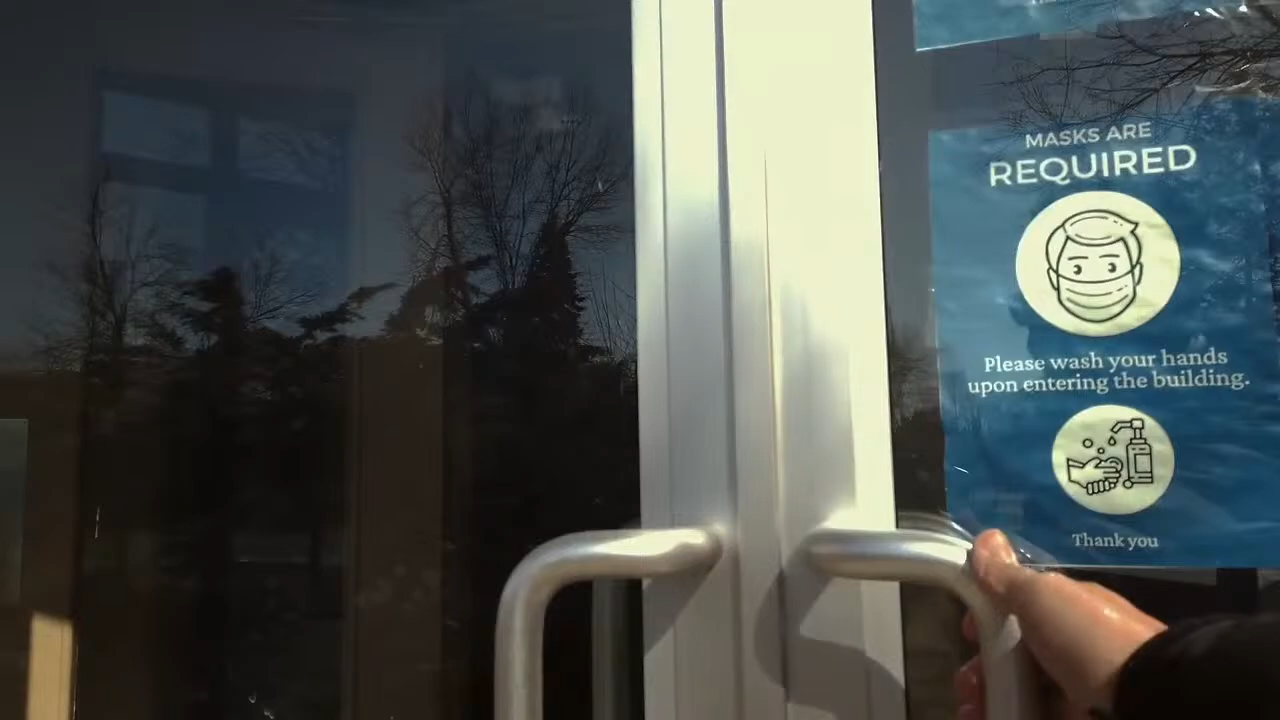 MASKS ARE
REQUIRED
Please wash your hands
upon entering the building.
Thank you